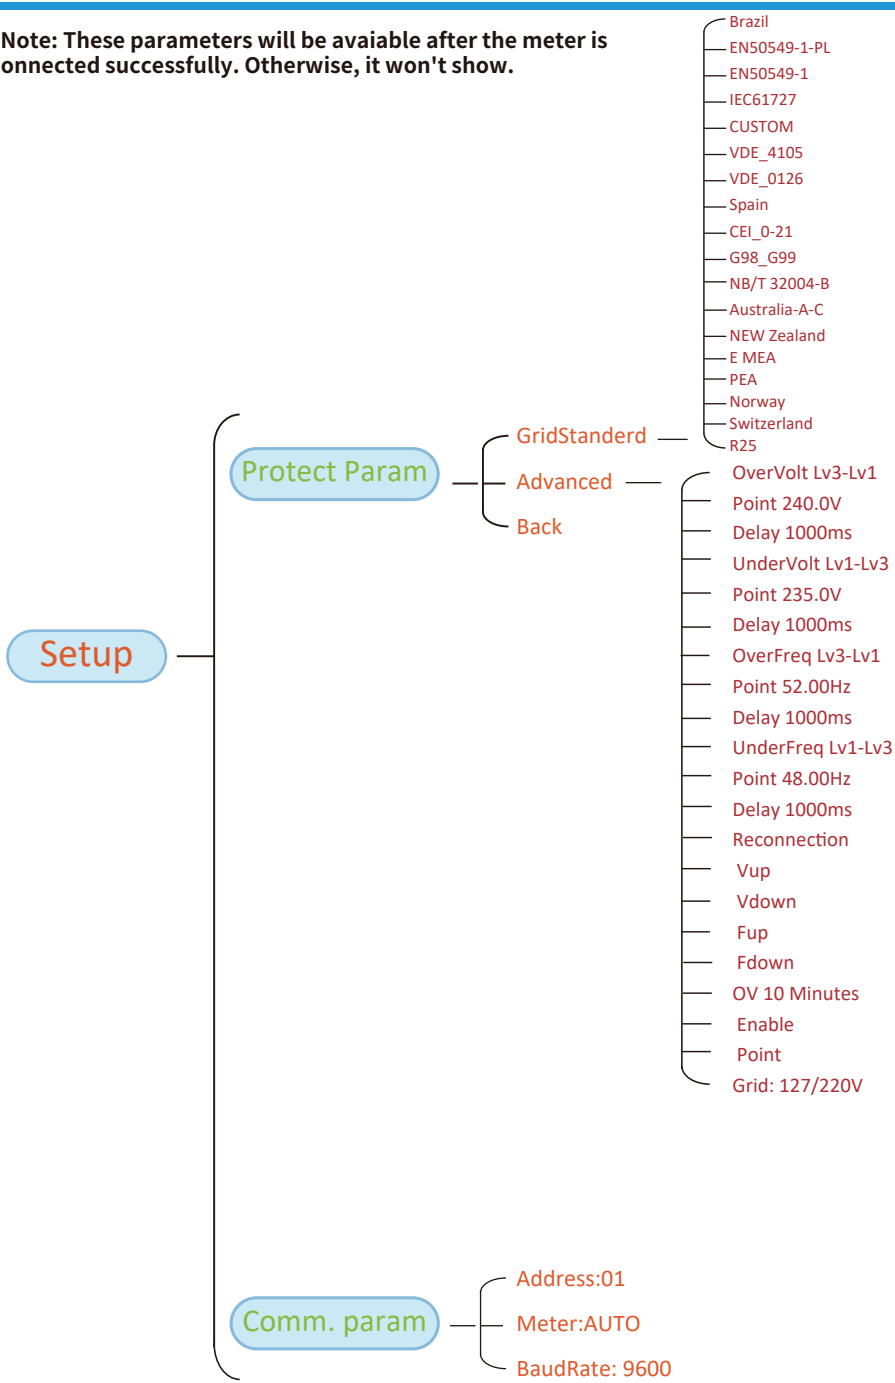 Note: These parameters will be avaiable after the meter is
onnected successfully. Otherwise, it won't show.
Setup
Protect Param
GridStanderd
Brazil
EN50549-1-PL
EN50549-1
IEC61727
CUSTOM
VDE_4105
VDE_0126
Spain
CEI_0-21
G98_G99
NB/T 32004-B
Australia-A-C
NEW Zealand
E MEA
PEA
Norway
Switzerland
R25
Advanced
OverVolt Lv3-Lv1
Point 240.0V
Delay 1000ms
UnderVolt Lv1-Lv3
Point 235.0V
Delay 1000ms
OverFreq Lv3-Lv1
Point 52.00Hz
Delay 1000ms
UnderFreq Lv1-Lv3
Point 48.00Hz
Delay 1000ms
Reconnection
Vup
Vdown
Fup
Fdown
OV 10 Minutes
Enable
Point
Grid: 127/220V
Back
Comm. param
Address:01
Meter:AUTO
BaudRate: 9600